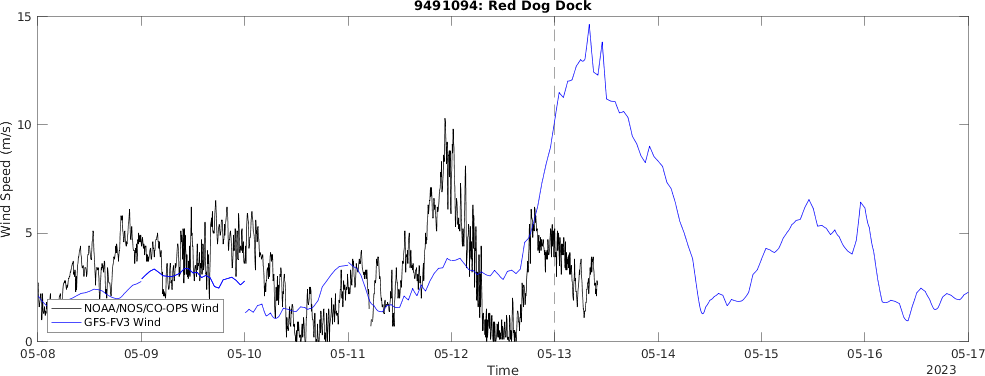 9491094: Red Dog Dock
15
10
5
0
Wind Speed (m/s)
NOAA/NOS/CO-OPS Wind
GFS-FV3 Wind
05-08 05-09 05-10 05-11 05-12 05-13 05-14 05-15 05-16 05-17
Time
2023